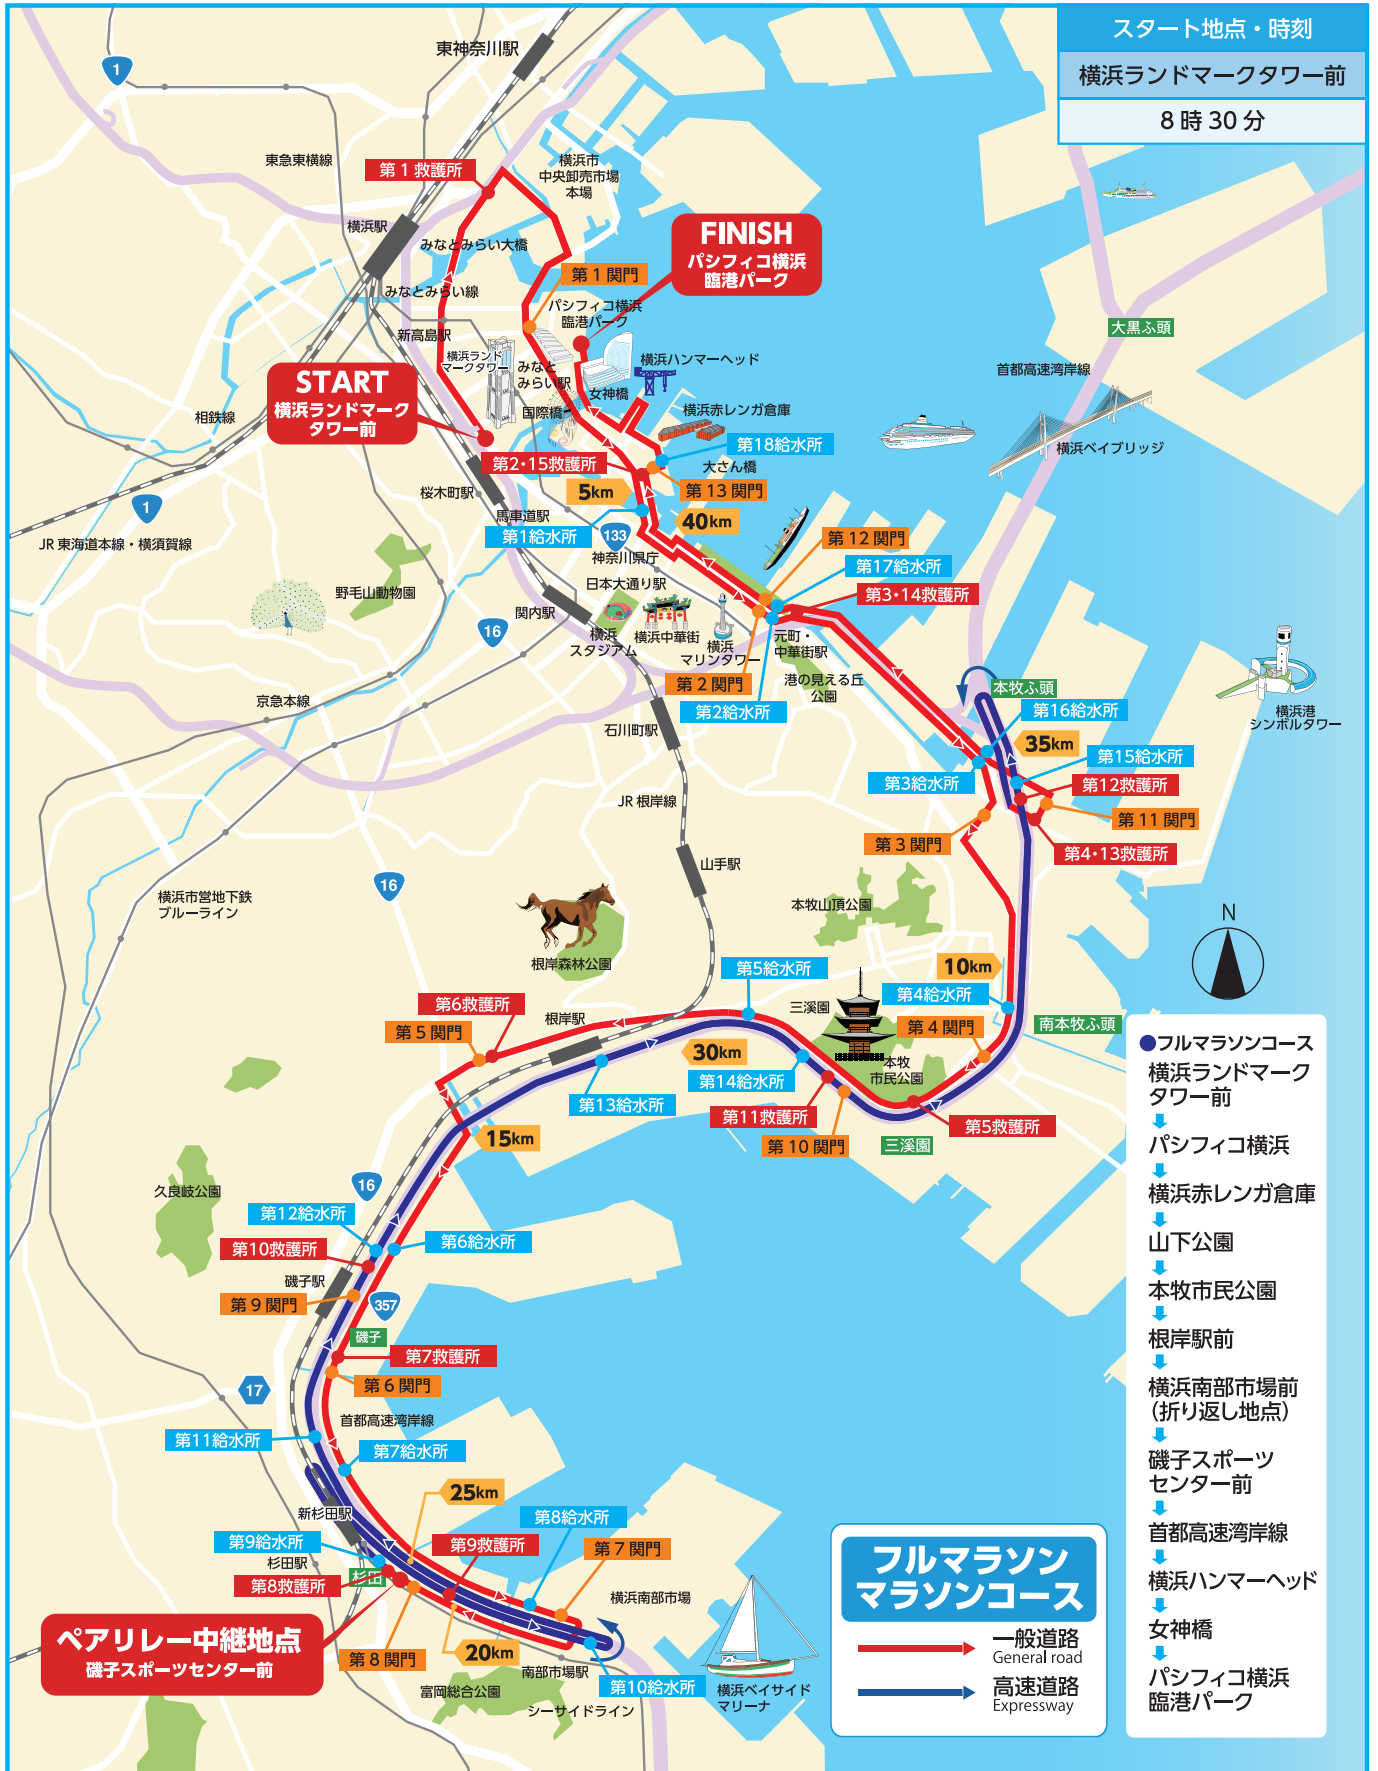 スタート地点・時刻
横浜ランドマークタワー前
8時30分
東神奈川駅
1
東急東横線
第1救護所
横浜市
中央卸売市場
本場
横浜駅
みなとみらい大橋
FINISH
パシフィコ横浜
臨港パーク
第1関門
みなとみらい線
パシフィコ横浜
臨港パーク
新高島駅
大黒ふ頭
横浜ランド
マークタワー
みなと
みらい駅
横浜ハンマーヘッド
首都高速湾岸線
START
横浜ランドマーク
タワー前
女神橋
国際橋
横浜赤レンガ倉庫
相鉄線
第18給水所
横浜ベイブリッジ
第2・15救護所
大さん橋
桜木町駅
5km
第13関門
1
馬車道駅
40km
第1給水所
133
第12関門
JR東海道本線・横須賀線
神奈川県庁
第17給水所
野毛山動物園
日本大通り駅
第3・14救護所
関内駅
16
横浜
スタジアム
横浜中華街
横浜
マリンタワー
元町・
中華街駅
第2関門
港の見える丘
公園
本牧ふ頭
京急本線
第2給水所
第16給水所
横浜港
シンボルタワー
石川町駅
35km
第15給水所
第3給水所
第12救護所
JR根岸線
第11関門
第3関門
第4・13救護所
山手駅
16
横浜市営地下鉄
ブルーライン
本牧山頂公園
N
根岸森林公園
第5給水所
10km
第6救護所
三溪園
第4給水所
第5関門
根岸駅
第4関門
南本牧ふ頭
30km
本牧
市民公園
第14給水所
第13給水所
第11救護所
第5救護所
15km
第10関門
三溪園
16
久良岐公園
第12給水所
第6給水所
第10救護所
磯子駅
第9関門
357
磯子
第7救護所
第6関門
17
首都高速湾岸線
第11給水所
第7給水所
25km
新杉田駅
第8給水所
第9給水所
第9救護所
第7関門
杉田駅
杉田
第8救護所
横浜南部市場
ペアリレー中継地点
磯子スポーツセンター前
第8関門
20km
南部市場駅
第10給水所
富岡総合公園
シーサイドライン
横浜ベイサイド
マリーナ
●フルマラソンコース
横浜ランドマーク
タワー前
パシフィコ横浜
横浜赤レンガ倉庫
山下公園
本牧市民公園
根岸駅前
横浜南部市場前
（折り返し地点）
磯子スポーツ
センター前
首都高速湾岸線
横浜ハンマーヘッド
女神橋
パシフィコ横浜
臨港パーク
フルマラソン
マラソンコース
一般道路
General road
高速道路
Expressway